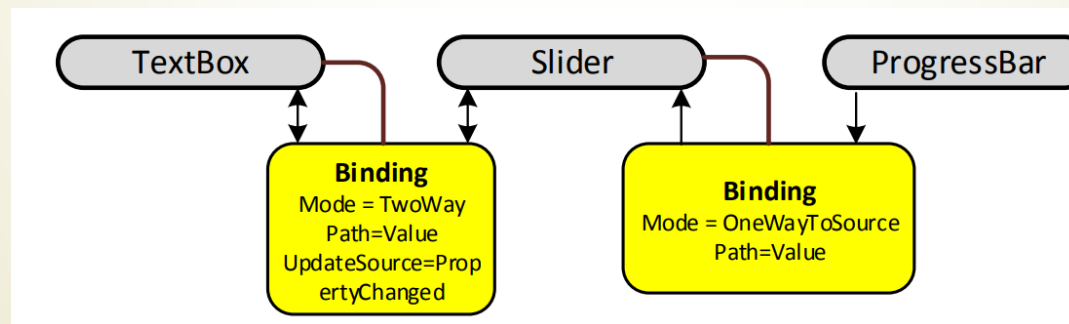 TextBox
Slider
ProgressBar
Binding
Mode = TwoWay
Path=Value
UpdateSource=Prop
ertyChanged
Binding
Mode = OneWayToSource
Path=Value